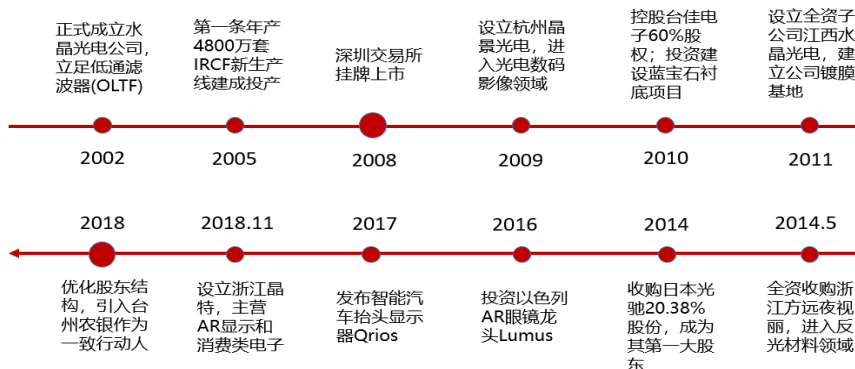 正式成立水
晶光电公司，
立足低通滤
波器(OLTF)
第一条年产
4800万套
IRCF新生产
线建成投产
深圳交易所
挂牌上市
设立杭州晶
景光电，进
入光电数码
影像领域
控股台佳电
子60%股
权；投资建
设蓝宝石衬
底项目
设立全资子
公司江西水
晶光电，建
立公司镀膜
基地
2002
2005
2008
2009
2010
2011
2018
2018.11
2017
2016
2014
2014.5
优化股东结
构，引入台
州农银作为
一致行动人
设立浙江晶
特，主营
AR显示和
消费类电子
发布智能汽
车抬头显示
器Qrios
投资以色列
AR眼镜龙
头Lumus
收购日本光
驰20.38%
股份，成为
其第一大股
东
全资收购浙
江方远夜视
丽，进入反
光材料领域